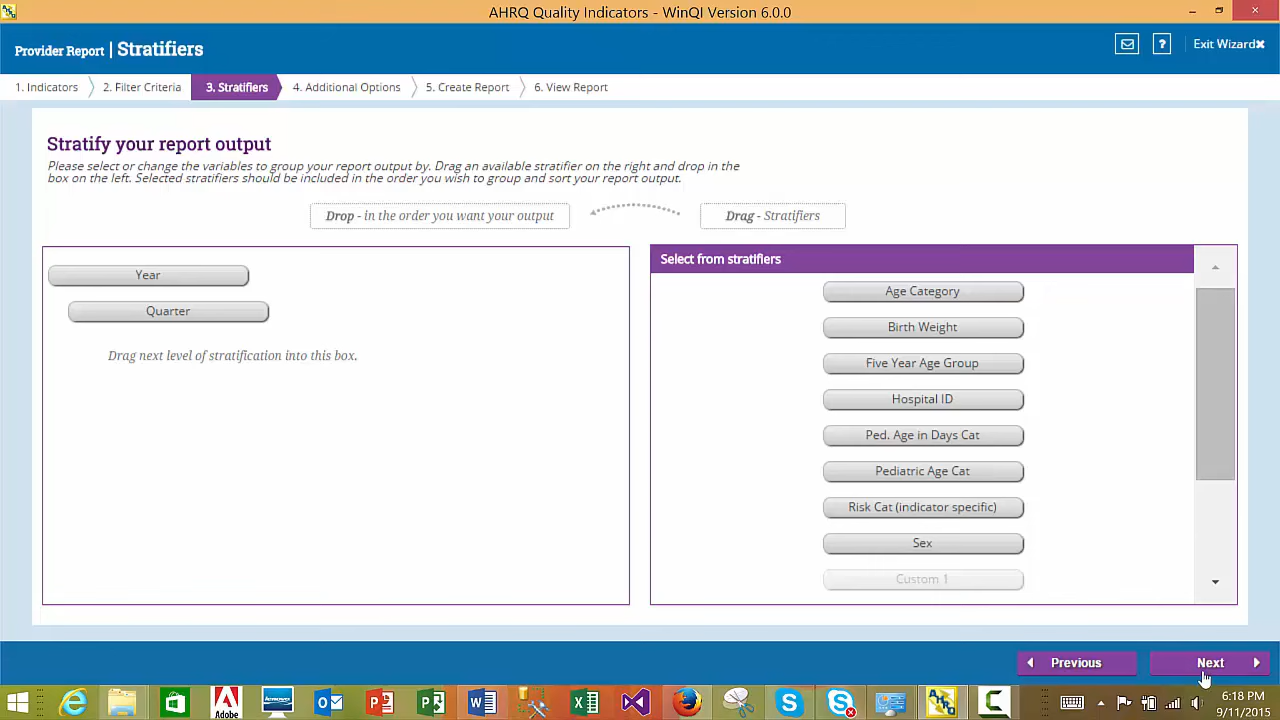 AHRQ Quality Indicators - WinQI Version 6.0.0
Provider Report | Stratifiers
?
Exit Wizard
1. Indicators
2. Filter Criteria
3. Stratifiers
4. Additional Options
5. Create Report
6. View Report
Stratify your report output
Please select or change the variables to group your report output by. Drag an available stratifier on the right and drop in the
box on the left. Selected stratifiers should be included in the order you wish to group and sort your report output.
Drop - in the order you want your output
Drag - Stratifiers
Year
Quarter
Drag next level of stratification into this box.
Select from stratifiers
Age Category
Birth Weight
Five Year Age Group
Hospital ID
Ped. Age in Days Cat
Pediatric Age Cat
Risk Cat (indicator specific)
Sex
Custom 1
Previous
Next
Adobe
6:18 PM
9/11/2015